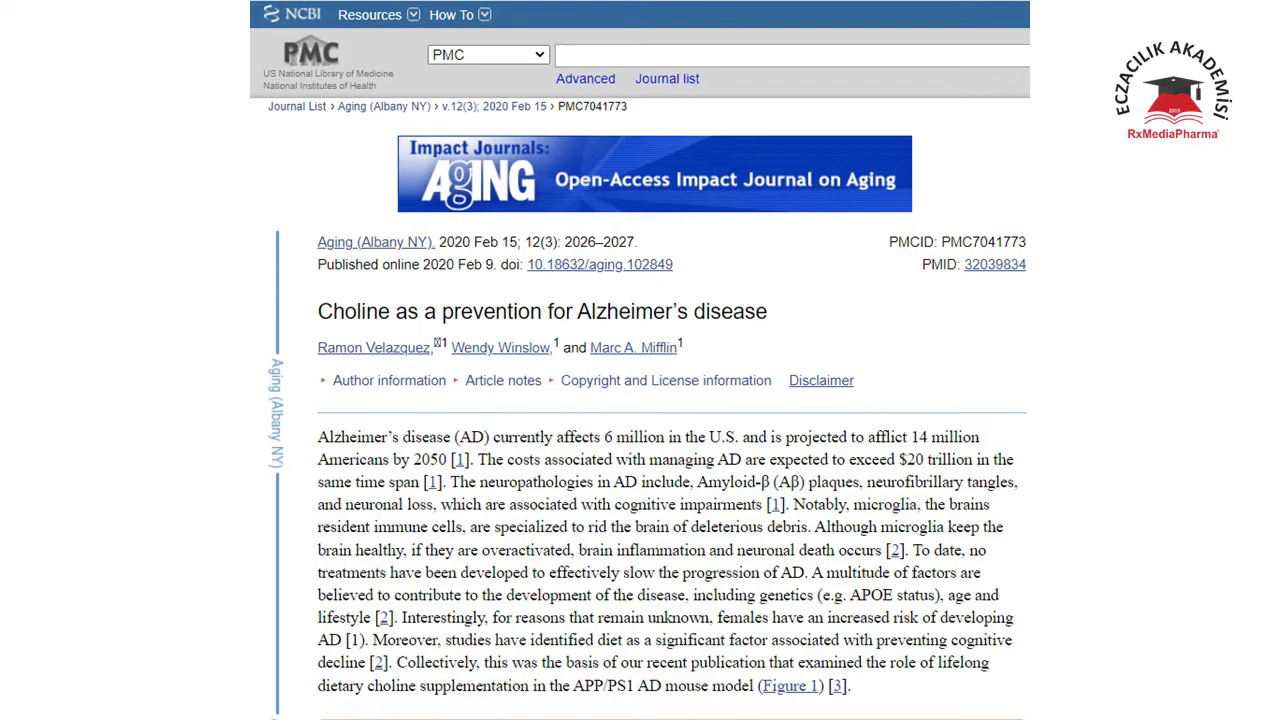 NCBI Resources How To
PMC
US National Library of Medicine
National Institutes of Health
PMC
Advanced Journal list
Journal List › Aging (Albany NY) › v.12(3); 2020 Feb 15 › PMC7041773
ECZACILIK AKADEMİSİ
2015
RxMediaPharma®
Impact Journals:
AgING
Open-Access Impact Journal on Aging
Aging (Albany NY)
Aging (Albany NY). 2020 Feb 15; 12(3): 2026–2027. PMCID: PMC7041773
Published online 2020 Feb 9. doi: 10.18632/aging.102849 PMID: 32039834
Choline as a prevention for Alzheimer’s disease
Ramon Velazquez,1 Wendy Winslow,1 and Marc A. Mifflin1
▸ Author information ▸ Article notes ▸ Copyright and License information Disclaimer
Alzheimer’s disease (AD) currently affects 6 million in the U.S. and is projected to afflict 14 million
Americans by 2050 [1]. The costs associated with managing AD are expected to exceed $20 trillion in the
same time span [1]. The neuropathologies in AD include, Amyloid-β (Aβ) plaques, neurofibrillary tangles,
and neuronal loss, which are associated with cognitive impairments [1]. Notably, microglia, the brains
resident immune cells, are specialized to rid the brain of deleterious debris. Although microglia keep the
brain healthy, if they are overactivated, brain inflammation and neuronal death occurs [2]. To date, no
treatments have been developed to effectively slow the progression of AD. A multitude of factors are
believed to contribute to the development of the disease, including genetics (e.g. APOE status), age and
lifestyle [2]. Interestingly, for reasons that remain unknown, females have an increased risk of developing
AD [1). Moreover, studies have identified diet as a significant factor associated with preventing cognitive
decline [2]. Collectively, this was the basis of our recent publication that examined the role of lifelong
dietary choline supplementation in the APP/PS1 AD mouse model (Figure 1) [3].